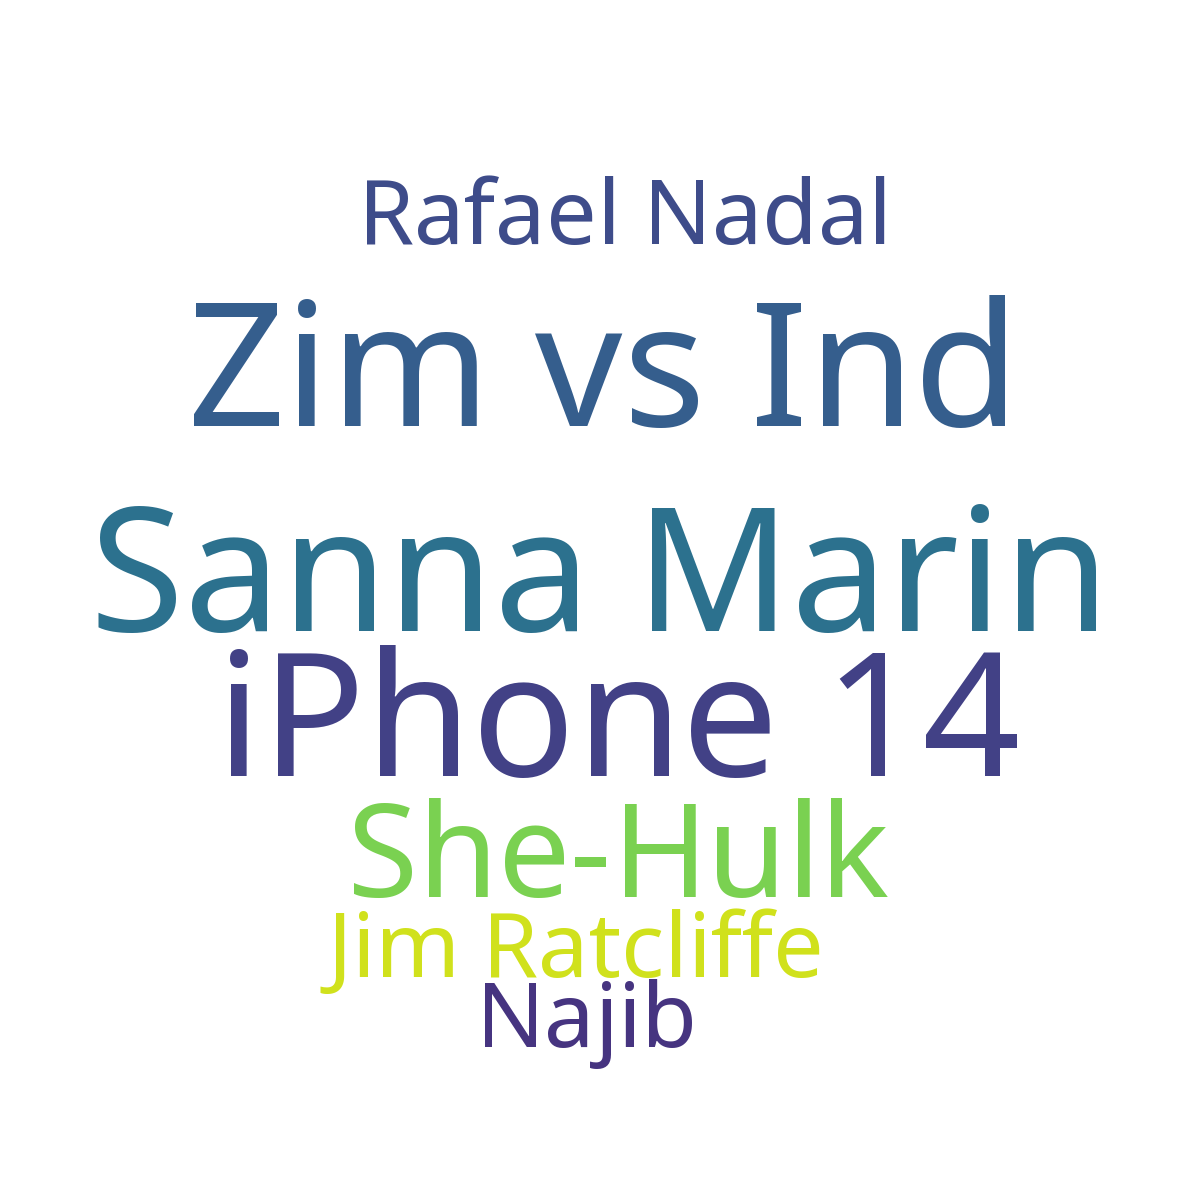 Rafael Nadal
Zim vs Ind
Sanna Marin
iPhone 14
She-Hulk
Jim Ratcliffe
Najib